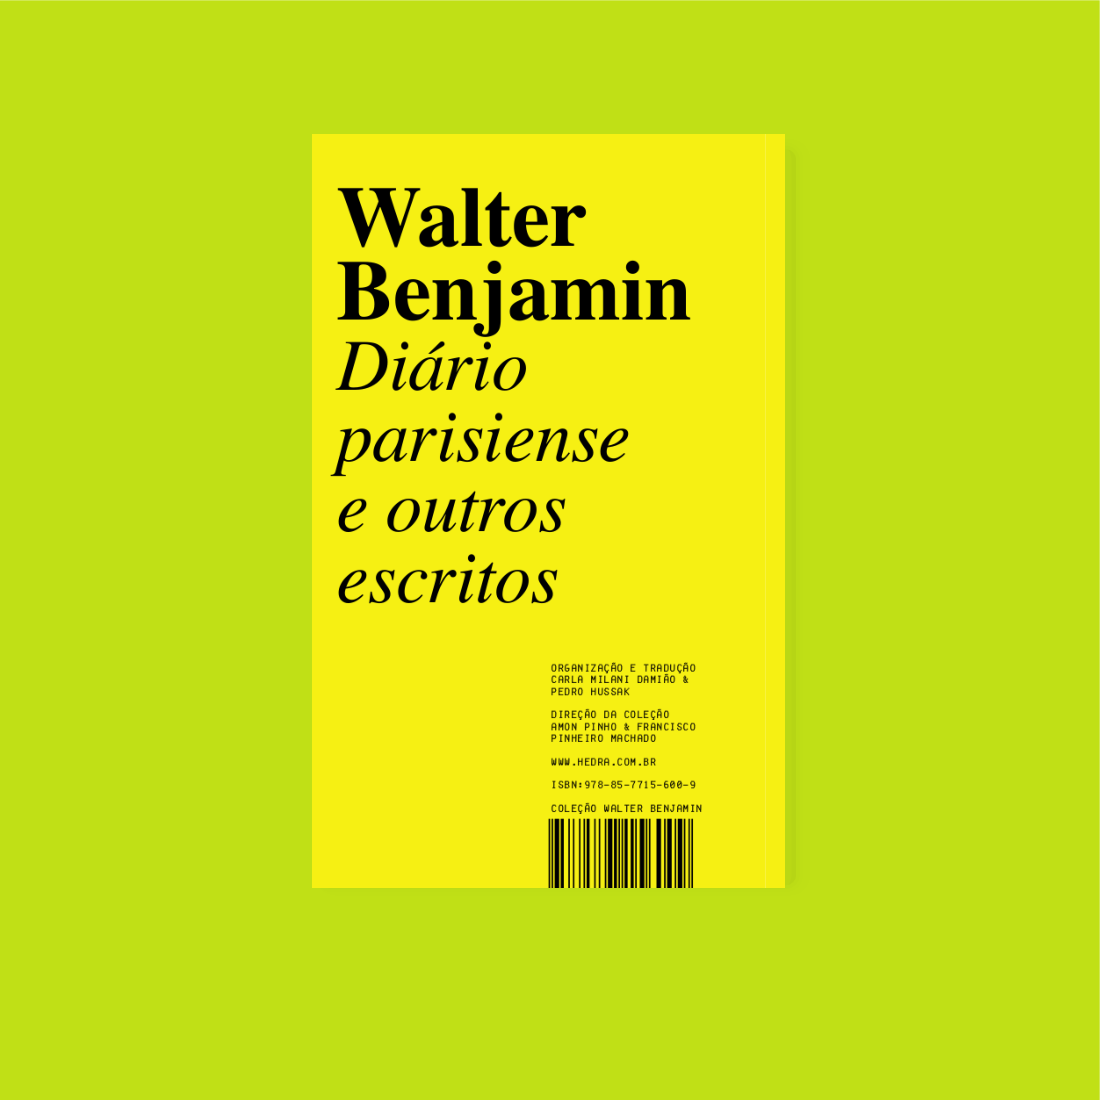 Walter
Benjamin
Diário
parisiense
e outros
escritos
ORGANIZAÇÃO E TRADUÇÃO
CARLA MILANI DAMIÃO &
PEDRO HUSSAK
DIREÇÃO DA COLEÇÃO
AMON PINHO & FRANCISCO
PINHEIRO MACHADO
WWW.HEDRA.COM.BR
ISBN:978-85-7715-600-9
COLEÇÃO WALTER BENJAMIN